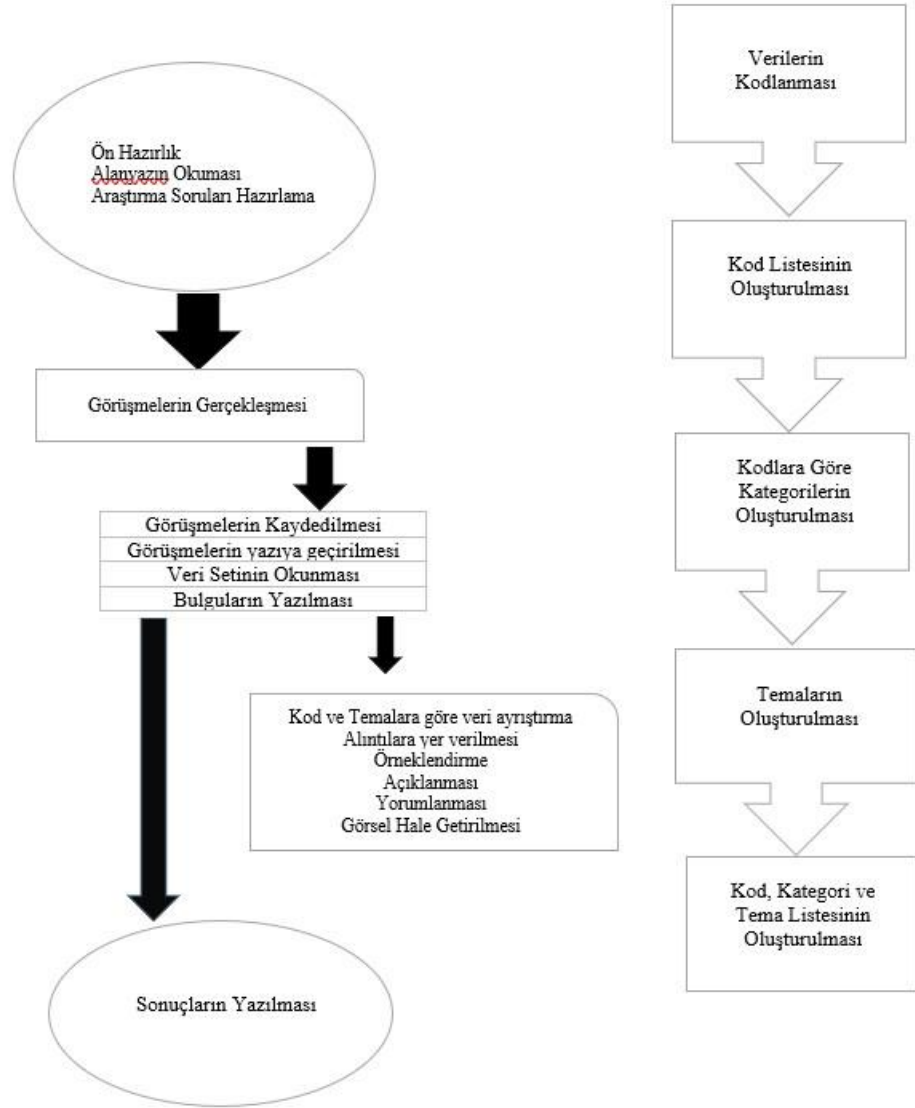 Ön Hazırlık
Alanyazın Okuması
Araştırma Soruları Hazırlama
Görüşmelerin Gerçekleşmesi
Görüşmelerin Kaydedilmesi
Görüşmelerin yazıya geçirilmesi
Veri Setinin Okunması
Bulguların Yazılması
Kod ve Temalara göre veri ayrıştırma
Alıntılara yer verilmesi
Örneklendirme
Açıklanması
Yorumlanması
Görsel Hale Getirilmesi
Sonuçların Yazılması
Verilerin
Kodlanması
Kod Listesinin
Oluşturulması
Kodlara Göre
Kategorilerin
Oluşturulması
Temaların
Oluşturulması
Kod, Kategori ve
Tema Listesinin
Oluşturulması